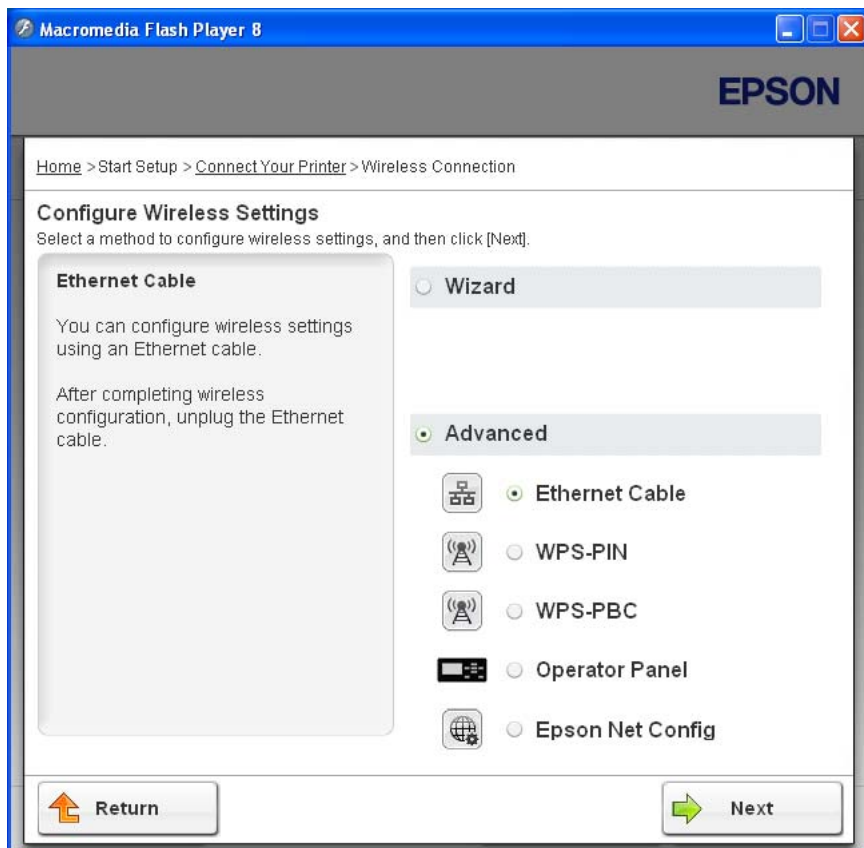 Macromedia Flash Player 8
EPSON
Home > Start Setup > Connect Your Printer > Wireless Connection
Configure Wireless Settings
Select a method to configure wireless settings, and then click [Next].
Ethernet Cable
You can configure wireless settings
using an Ethernet cable.
After completing wireless
configuration, unplug the Ethernet
cable.
Wizard
Advanced
Ethernet Cable
WPS-PIN
WPS-PBC
Operator Panel
Epson Net Config
Return
Next